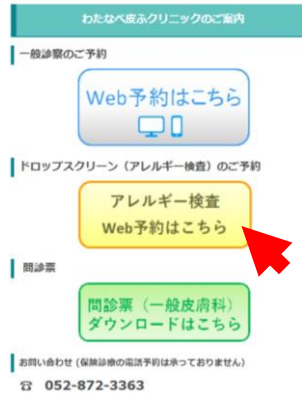 わたなべ皮ふクリニックのご案内
一般診察のご予約
Web予約はこちら
ドロップスクリーン（アレルギー検査）のご予約
アレルギー検査
Web予約はこちら
問診票
問診票（一般皮膚科）
ダウンロードはこちら
お問い合わせ (保険診療の電話予約は承っておりません)
☎ 052-872-3363